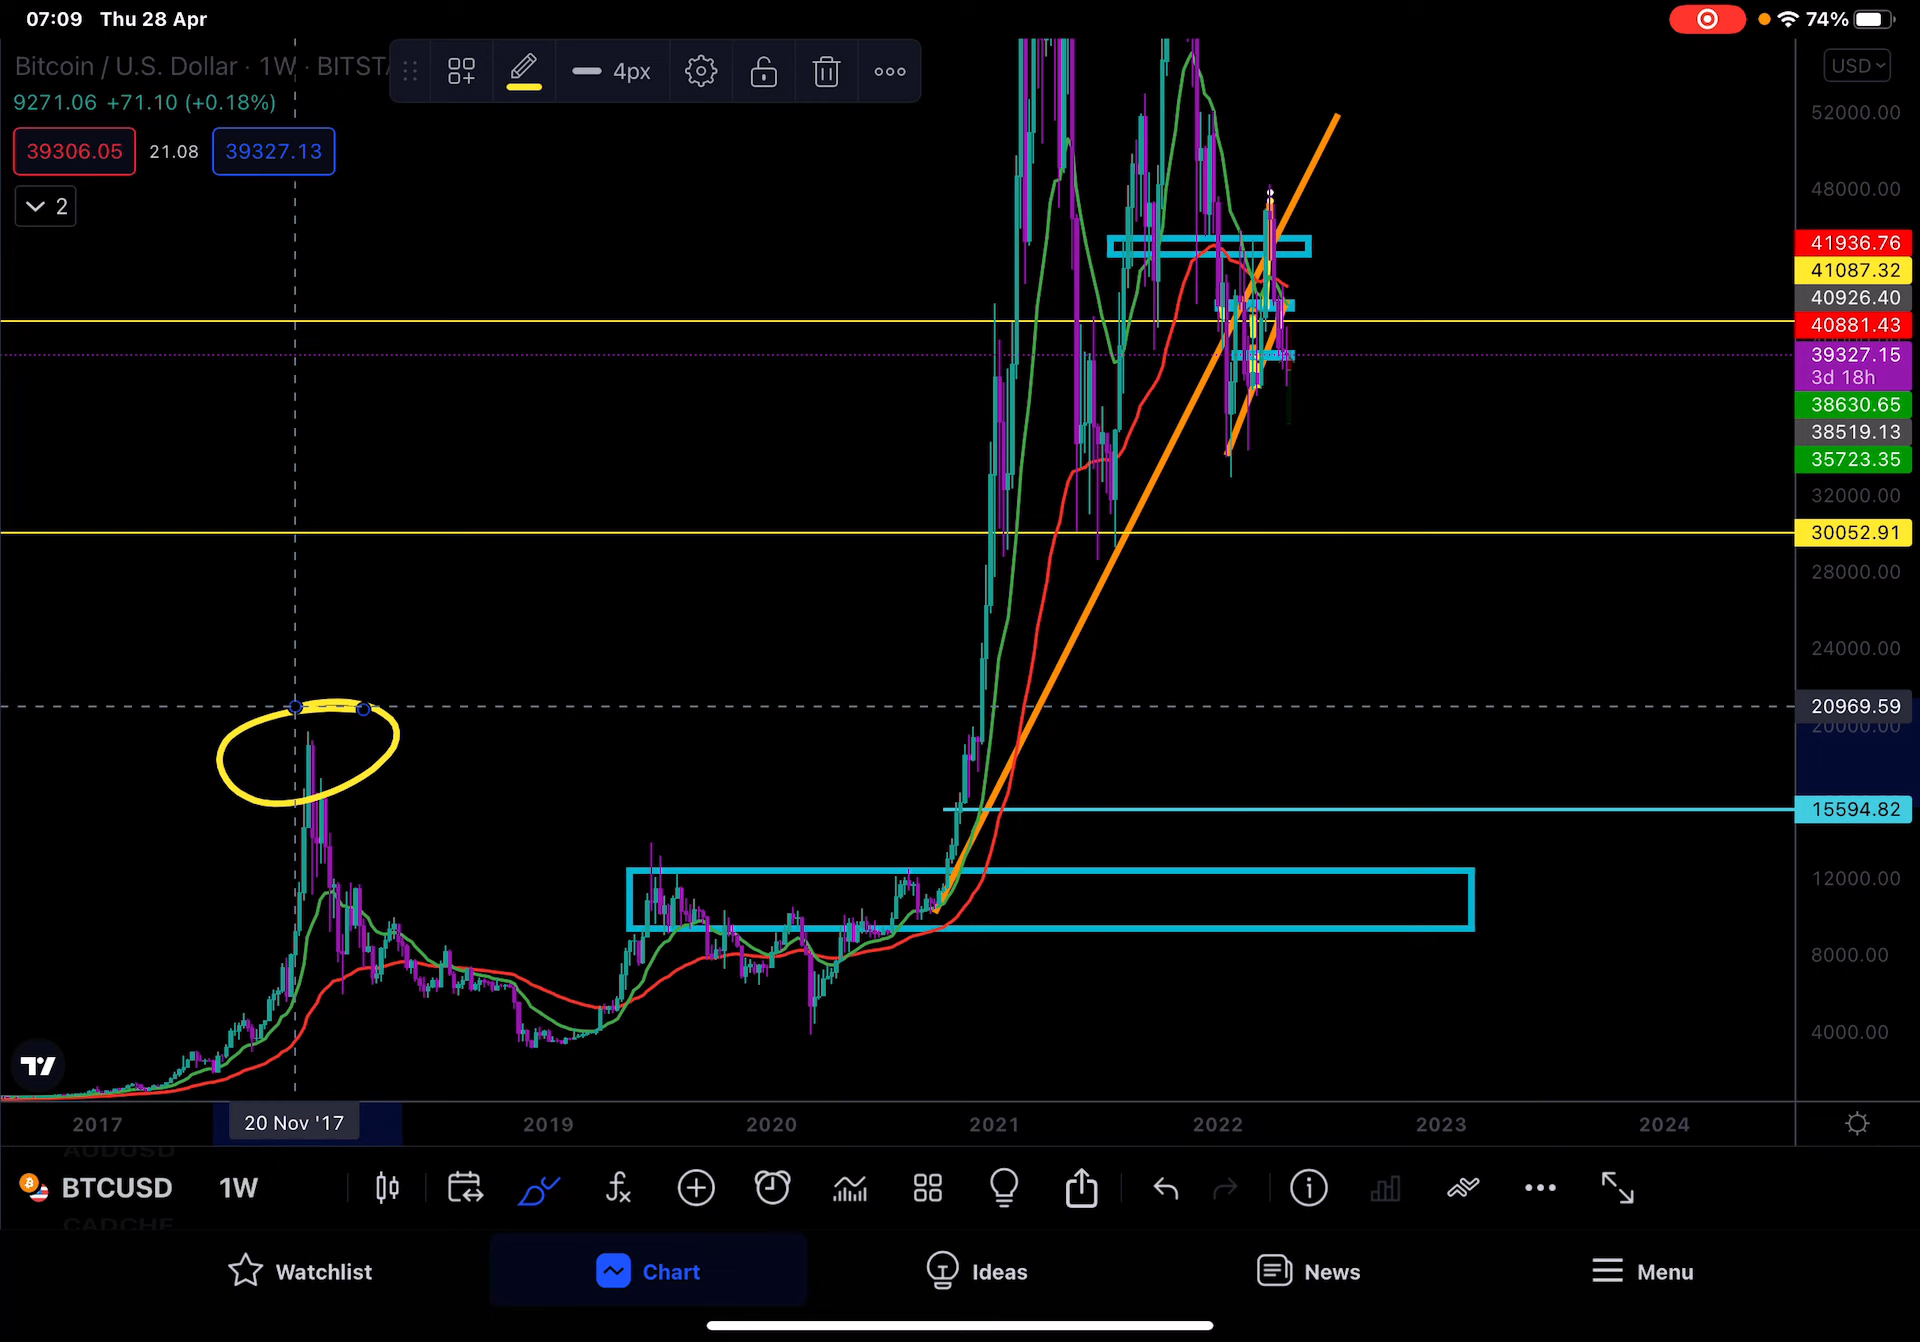 07:09 Thu 28 Apr
74%
Bitcoin / U.S. Dollar · 1W · BITST
4px
USD
9271.06 +71.10 (+0.18%)
39306.05 21.08 39327.13
2
52000.00
48000.00
41936.76
41087.32
40926.40
40881.43
39327.15
3d 18h
38630.65
38519.13
35723.35
32000.00
30052.91
28000.00
24000.00
20969.59
20000.00
15594.82
12000.00
8000.00
4000.00
2017 20 Nov '17 2019 2020 2021 2022 2023 2024
AUDUSD
BTCUSD 1W
CADCHF
Watchlist Chart Ideas News Menu